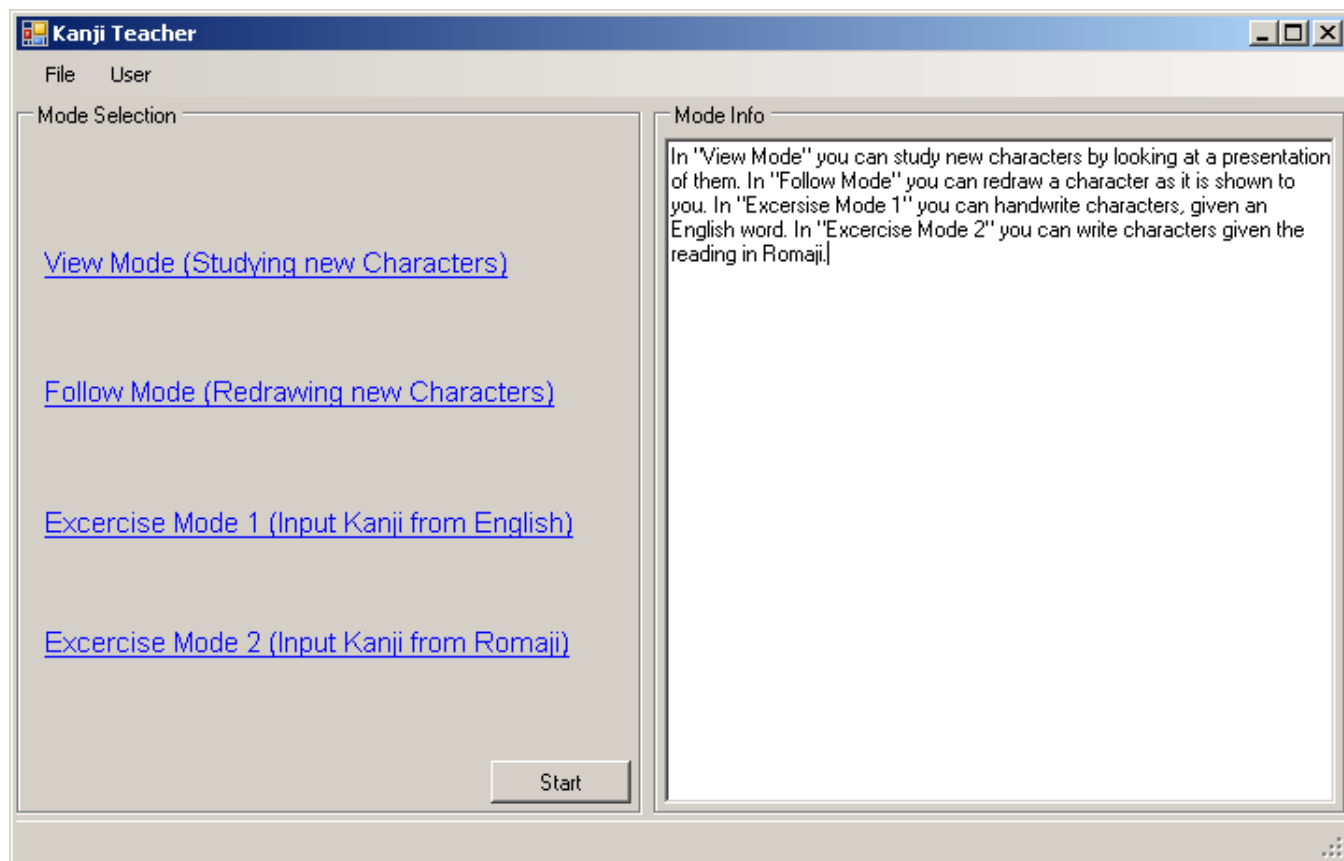 Kanji Teacher
File User
Mode Selection
View Mode (Studying new Characters)
Follow Mode (Redrawing new Characters)
Excercise Mode 1 (Input Kanji from English)
Excercise Mode 2 (Input Kanji from Romaji)
Start
Mode Info
In "View Mode" you can study new characters by looking at a presentation
of them. In "Follow Mode" you can redraw a character as it is shown to
you. In "Excersise Mode 1" you can handwrite characters, given an
English word. In "Excercise Mode 2" you can write characters given the
reading in Romaji.